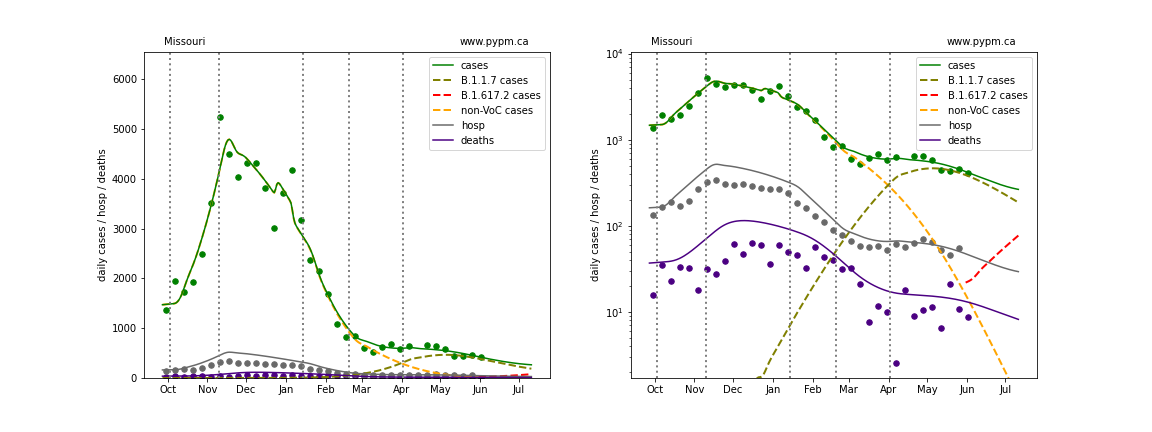 Missouri www.pypm.ca
cases
B.1.1.7 cases
B.1.617.2 cases
non-VoC cases
hosp
deaths
daily cases / hosp / deaths
6000
5000
4000
3000
2000
1000
0
Oct Nov Dec Jan Feb Mar Apr May Jun Jul
Missouri www.pypm.ca
cases
B.1.1.7 cases
B.1.617.2 cases
non-VoC cases
hosp
deaths
daily cases / hosp / deaths
10⁴
10³
10²
10¹
Oct Nov Dec Jan Feb Mar Apr May Jun Jul